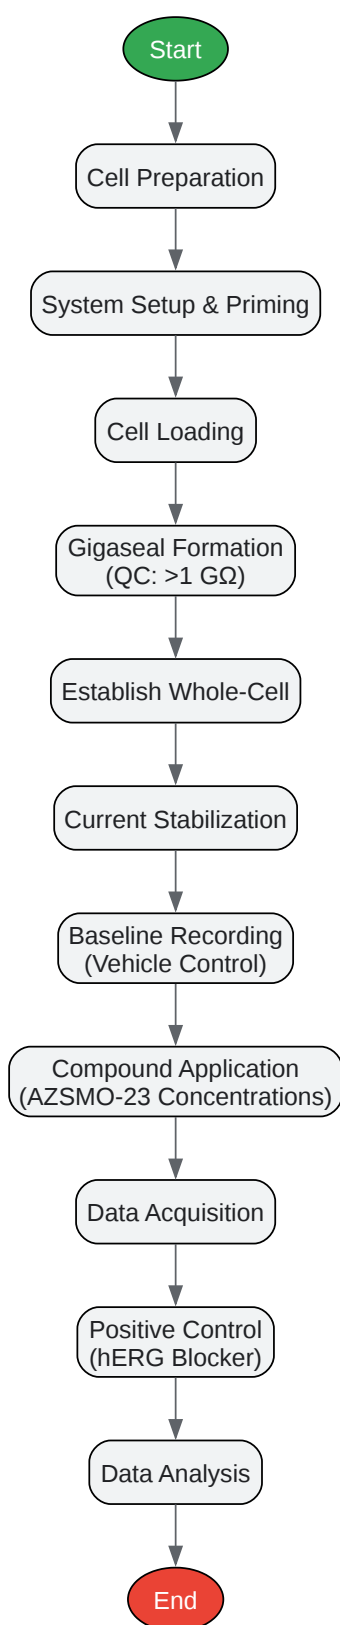 Start
Cell Preparation
System Setup & Priming
Cell Loading
Gigaseal Formation
(QC: >1 GΩ)
Establish Whole-Cell
Current Stabilization
Baseline Recording
(Vehicle Control)
Compound Application
(AZSMO-23 Concentrations)
Data Acquisition
Positive Control
(hERG Blocker)
Data Analysis
End